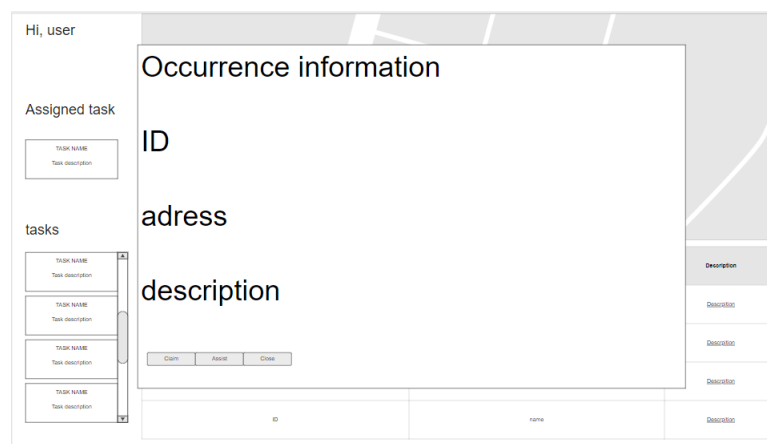 Hi, user
Assigned task
TASK NAME
Task description
tasks
TASK NAME
Task description
TASK NAME
Task description
TASK NAME
Task description
TASK NAME
Task description
Occurrence information
ID
adress
description
Claim Assist Close
Description
Description
Description
Description
ID name Description